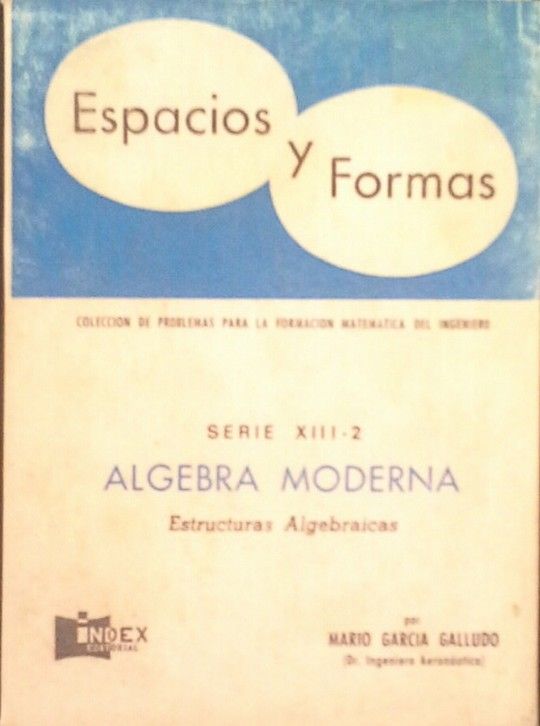 Espacios
y
Formas
COLECCION DE PROBLEMAS PARA LA FORMACION MATEMATICA DEL INGENIERO
SERIE XIII-2
ALGEBRA MODERNA
Estructuras Algebraicas
INDEX
EDITORIAL
por
MARIO GARCIA GALLUDO
(Dr. Ingeniero Aeronáutico)